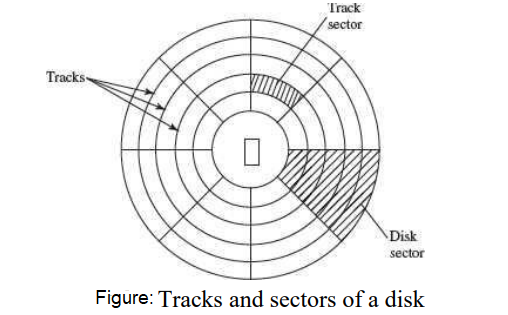 Track
sector
Tracks
Disk
sector
Figure: Tracks and sectors of a disk